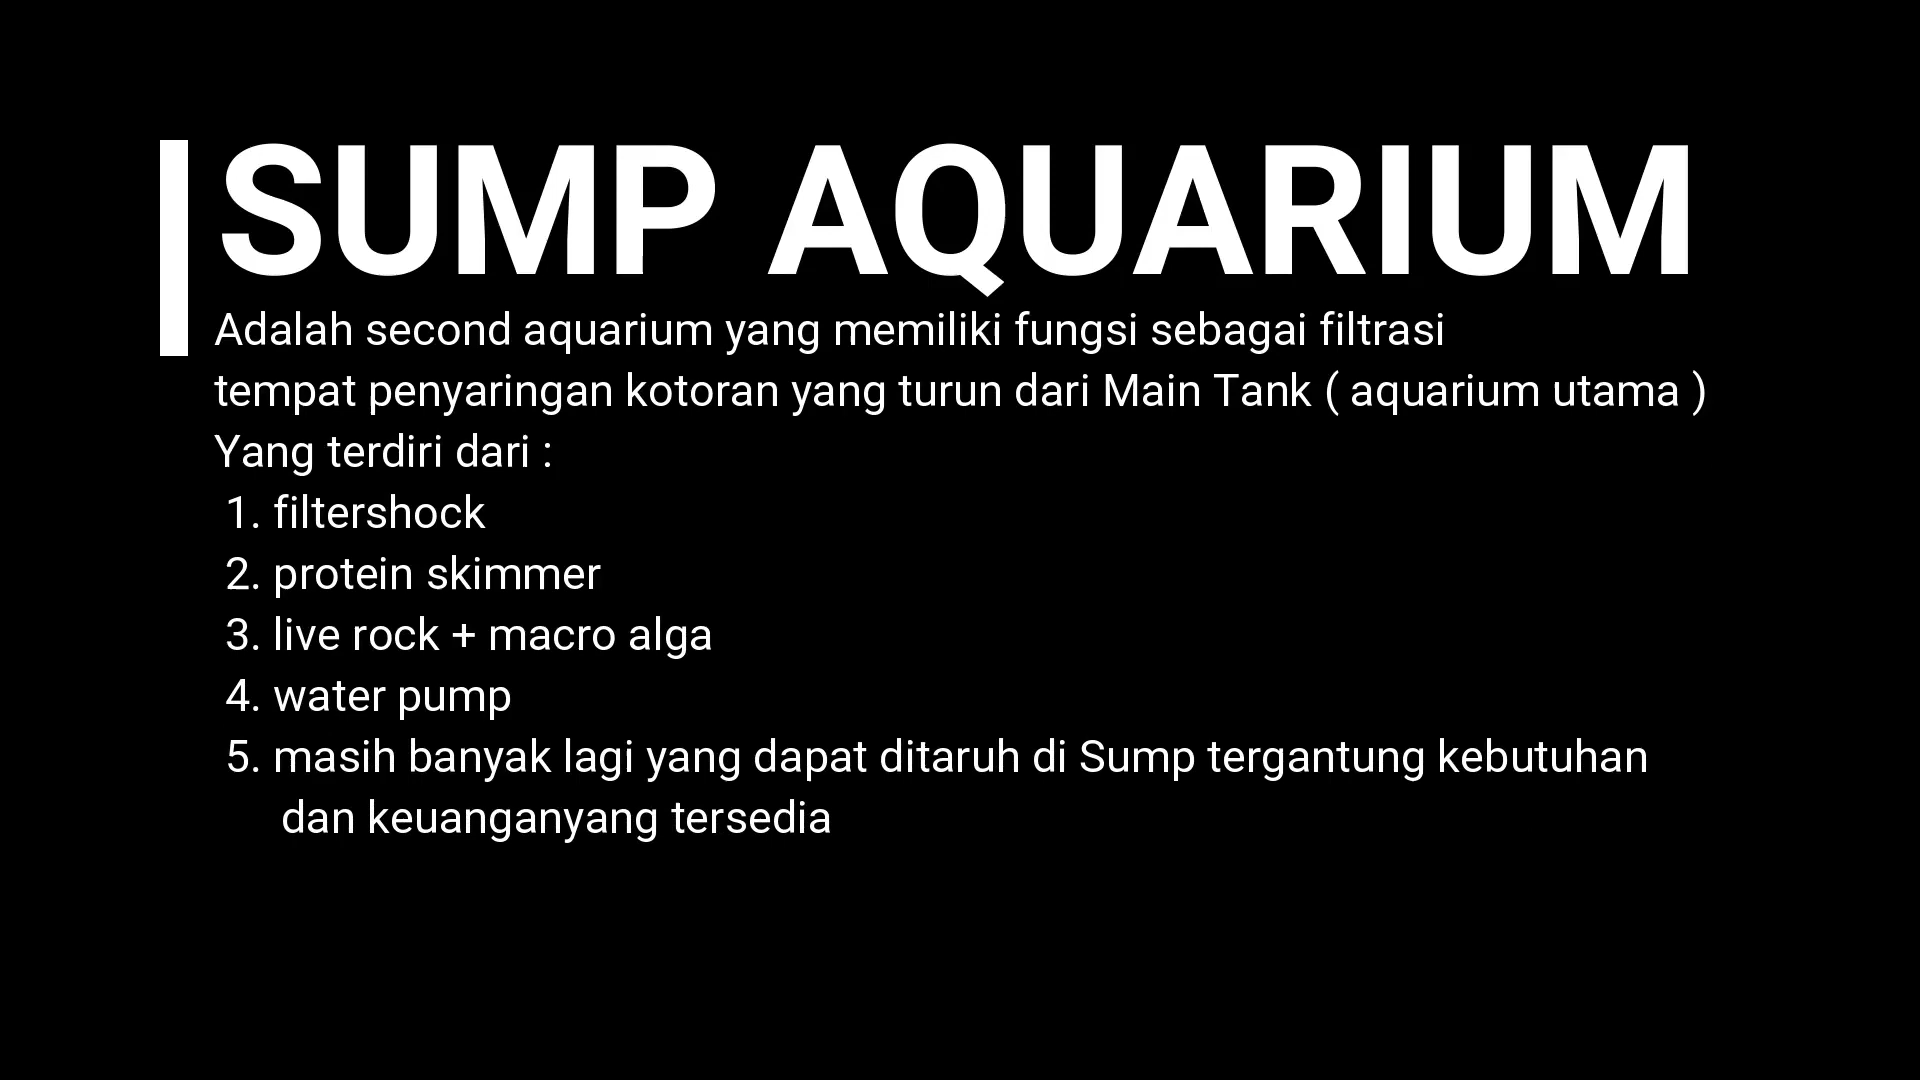 SUMP AQUARIUM
Adalah second aquarium yang memiliki fungsi sebagai filtrasi
tempat penyaringan kotoran yang turun dari Main Tank ( aquarium utama )
Yang terdiri dari :
1. filtershock
2. protein skimmer
3. live rock + macro alga
4. water pump
5. masih banyak lagi yang dapat ditaruh di Sump tergantung kebutuhan
dan keuanganyang tersedia